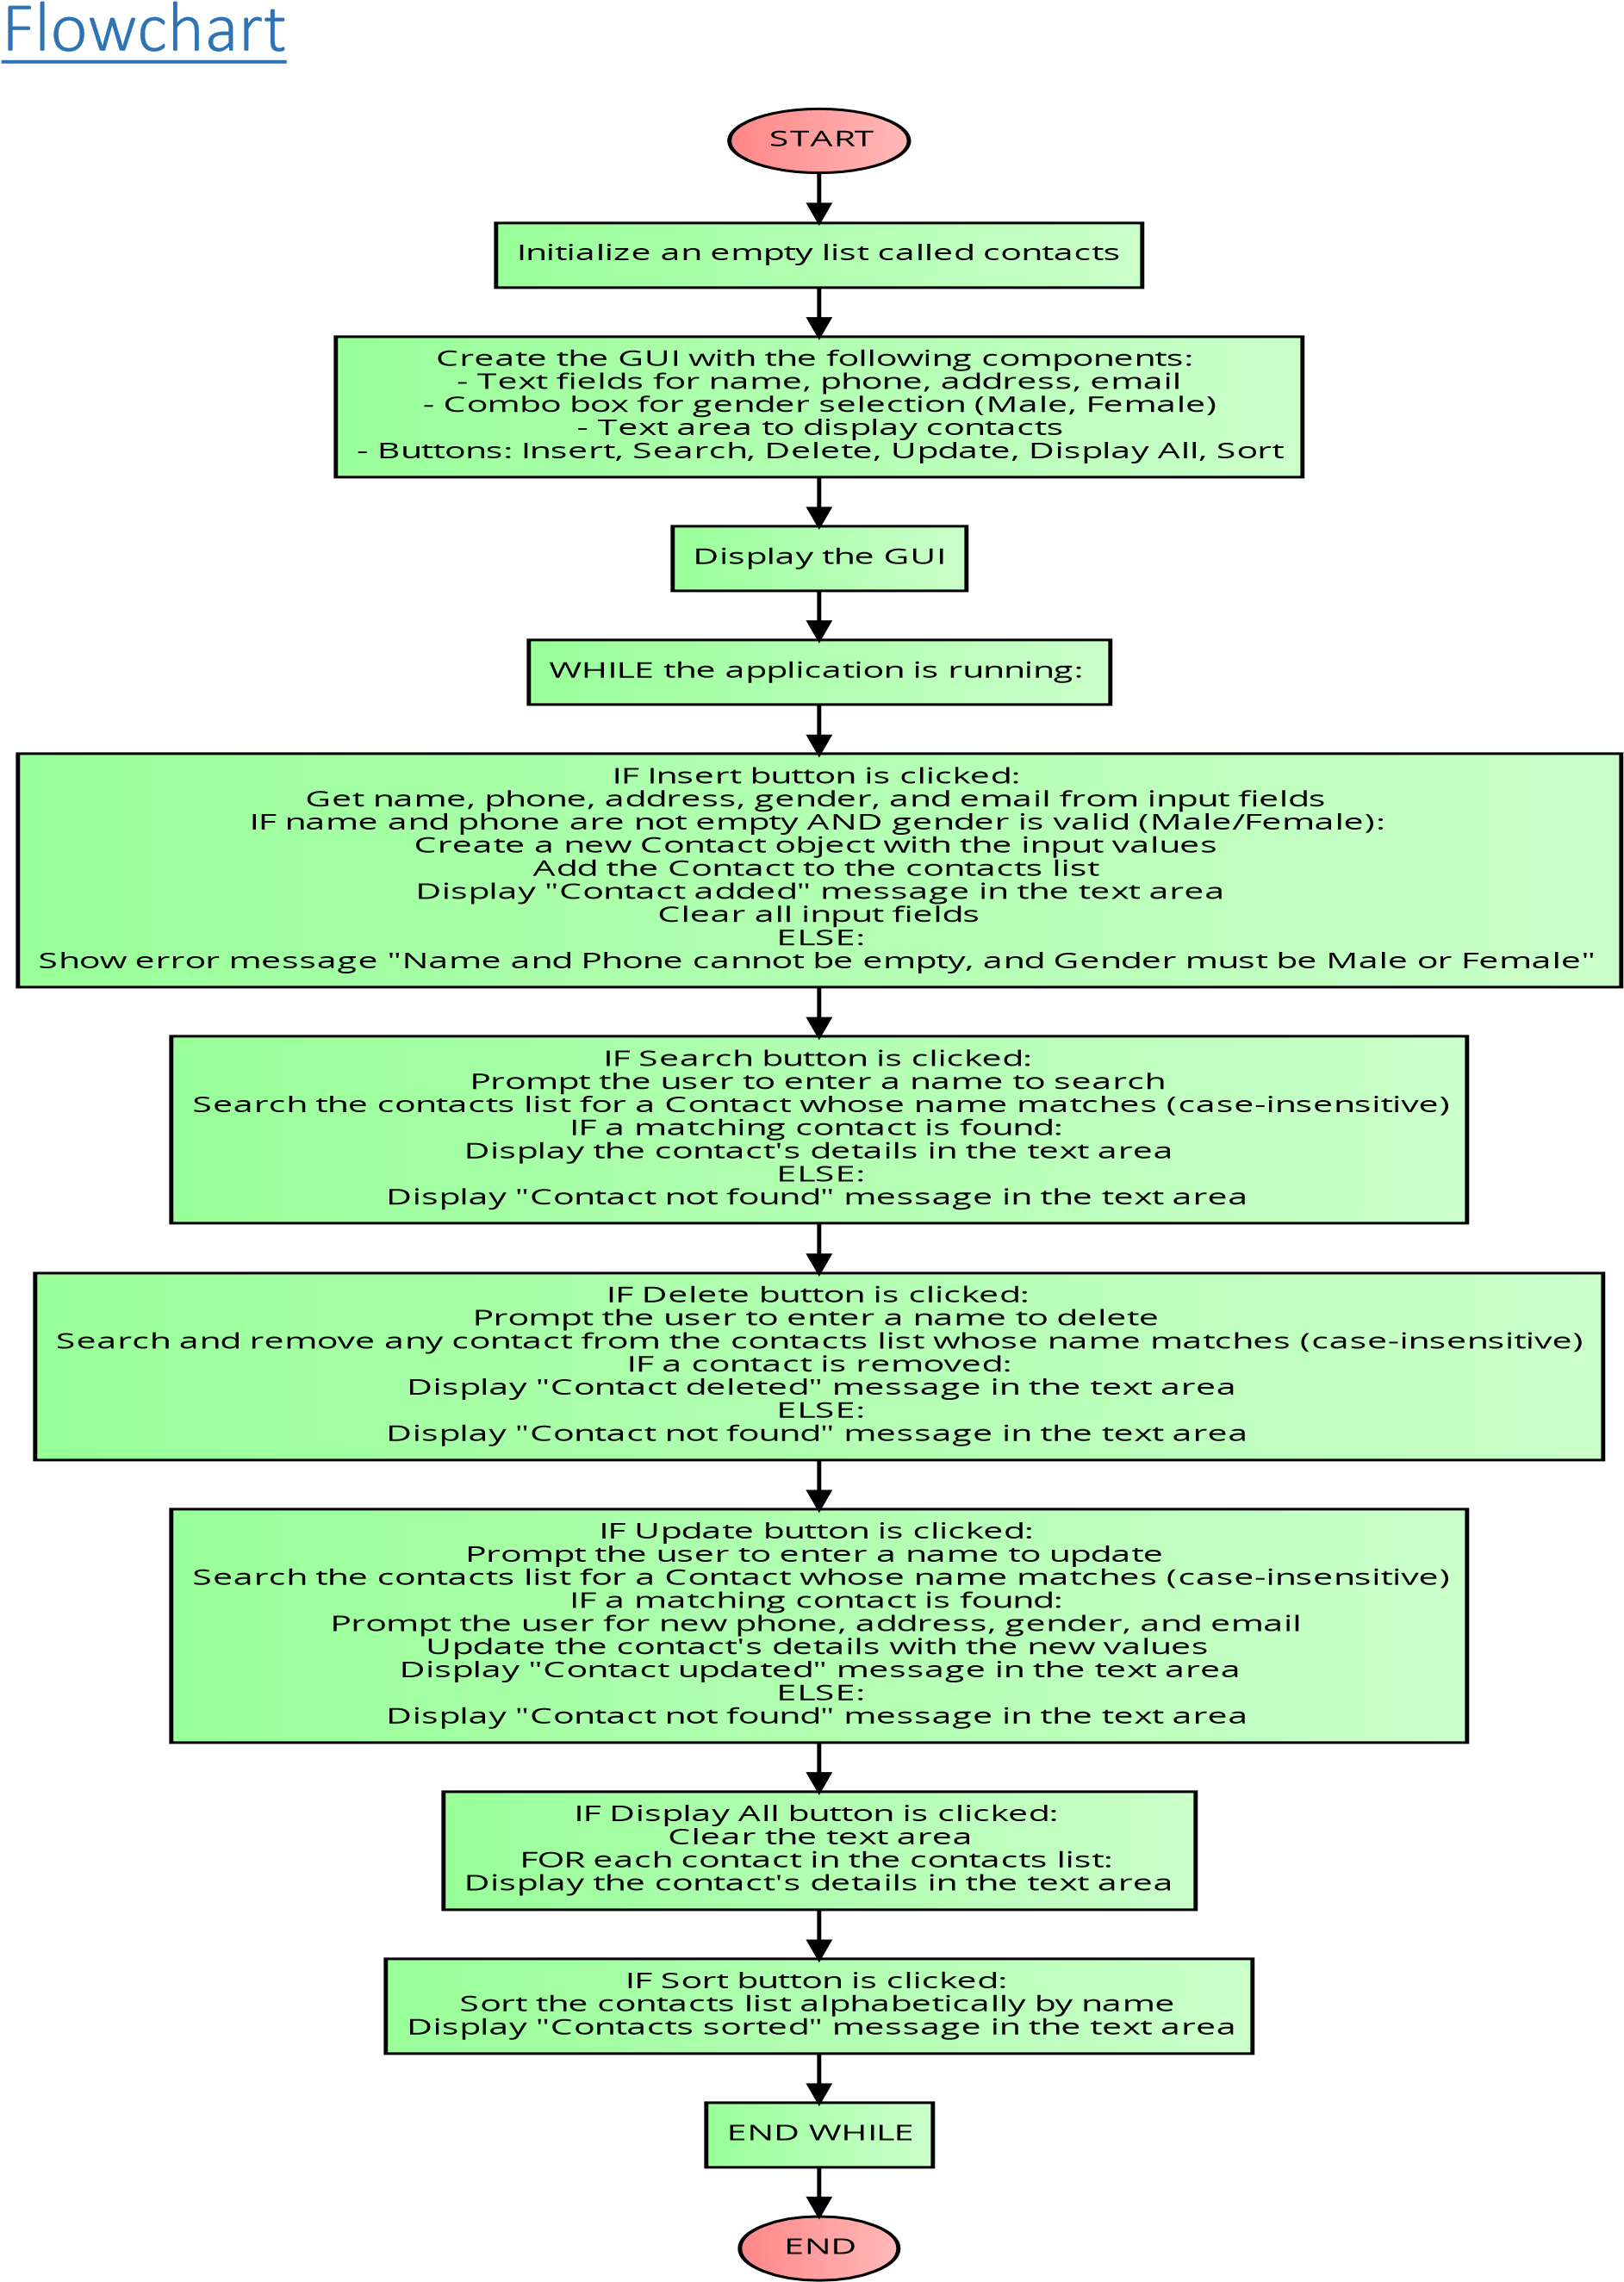 Flowchart
START
Initialize an empty list called contacts
Create the GUI with the following components:
- Text fields for name, phone, address, email
- Combo box for gender selection (Male, Female)
- Text area to display contacts
- Buttons: Insert, Search, Delete, Update, Display All, Sort
Display the GUI
WHILE the application is running:
IF Insert button is clicked:
Get name, phone, address, gender, and email from input fields
IF name and phone are not empty AND gender is valid (Male/Female):
Create a new Contact object with the input values
Add the Contact to the contacts list
Display "Contact added" message in the text area
Clear all input fields
ELSE:
Show error message "Name and Phone cannot be empty, and Gender must be Male or Female"
IF Search button is clicked:
Prompt the user to enter a name to search
Search the contacts list for a Contact whose name matches (case-insensitive)
IF a matching contact is found:
Display the contact's details in the text area
ELSE:
Display "Contact not found" message in the text area
IF Delete button is clicked:
Prompt the user to enter a name to delete
Search and remove any contact from the contacts list whose name matches (case-insensitive)
IF a contact is removed:
Display "Contact deleted" message in the text area
ELSE:
Display "Contact not found" message in the text area
IF Update button is clicked:
Prompt the user to enter a name to update
Search the contacts list for a Contact whose name matches (case-insensitive)
IF a matching contact is found:
Prompt the user for new phone, address, gender, and email
Update the contact's details with the new values
Display "Contact updated" message in the text area
ELSE:
Display "Contact not found" message in the text area
IF Display All button is clicked:
Clear the text area
FOR each contact in the contacts list:
Display the contact's details in the text area
IF Sort button is clicked:
Sort the contacts list alphabetically by name
Display "Contacts sorted" message in the text area
END WHILE
END